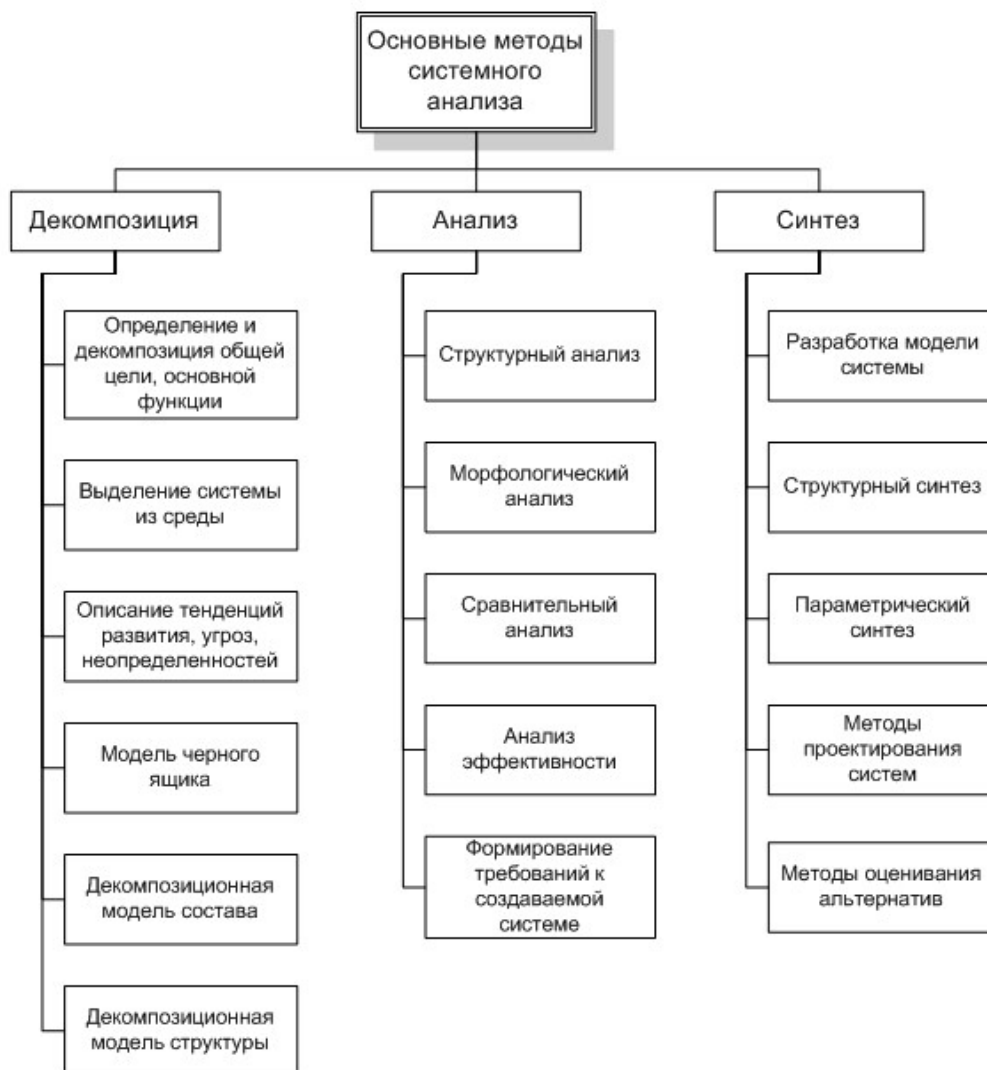 Основные методы
системного
анализа
Декомпозиция
Анализ
Синтез
Определение и
декомпозиция общей
цели, основной
функции
Выделение системы
из среды
Описание тенденций
развития, угроз,
неопределенностей
Модель черного
ящика
Декомпозиционная
модель состава
Декомпозиционная
модель структуры
Структурный анализ
Морфологический
анализ
Сравнительный
анализ
Анализ
эффективности
Формирование
требований к
создаваемой
системе
Разработка модели
системы
Структурный синтез
Параметрический
синтез
Методы
проектирования
систем
Методы оценивания
альтернатив